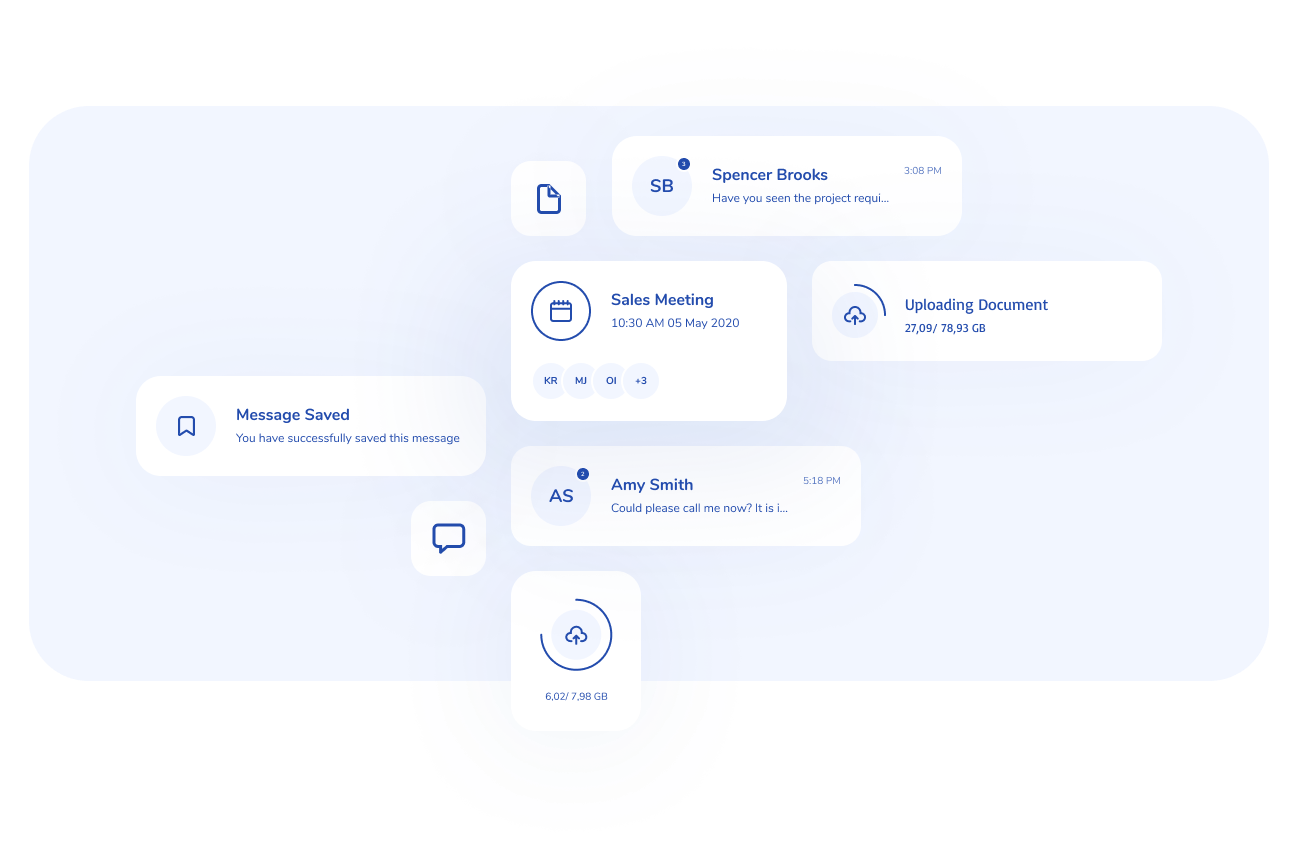 3
SB
Spencer Brooks
3:08 PM
Have you seen the project requi...
Sales Meeting
10:30 AM 05 May 2020
KR MJ OI +3
Uploading Document
27,09/ 78,93 GB
Message Saved
You have successfully saved this message
2
AS
Amy Smith
5:18 PM
Could please call me now? It is i...
6,02/ 7,98 GB